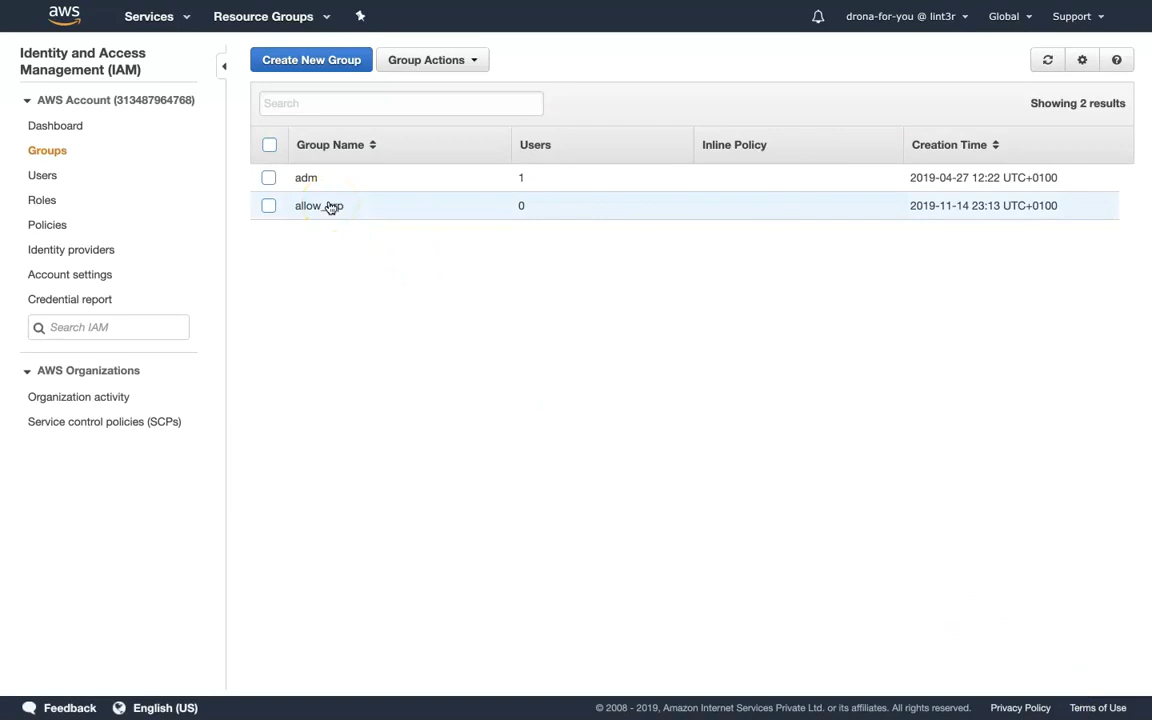 aws
Services
Resource Groups
drona-for-you @ lint3r
Global
Support
Identity and Access
Management (IAM)
AWS Account (313487964768)
Dashboard
Groups
Users
Roles
Policies
Identity providers
Account settings
Credential report
Search IAM
AWS Organizations
Organization activity
Service control policies (SCPs)
Create New Group
Group Actions
Search
Showing 2 results
Group Name
Users
Inline Policy
Creation Time
adm
1
2019-04-27 12:22 UTC+0100
0
2019-11-14 23:13 UTC+0100
Feedback
English (US)
© 2008 - 2019, Amazon Internet Services Private Ltd. or its affiliates. All rights reserved.
Privacy Policy
Terms of Use